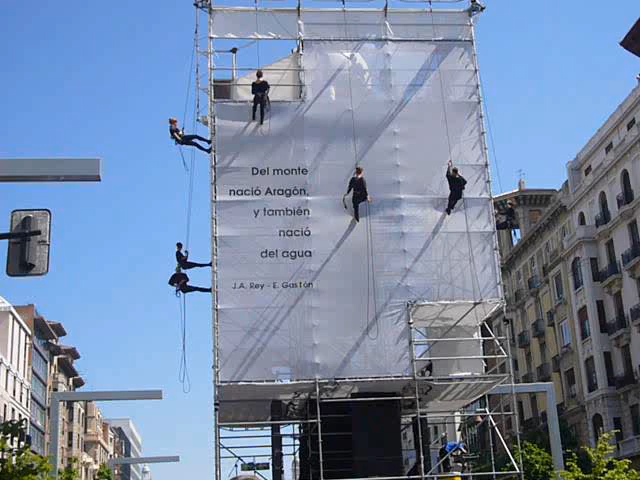 Del monte
nació Aragón,
y también
nació
del agua
J.A. Rey - E. Gastón